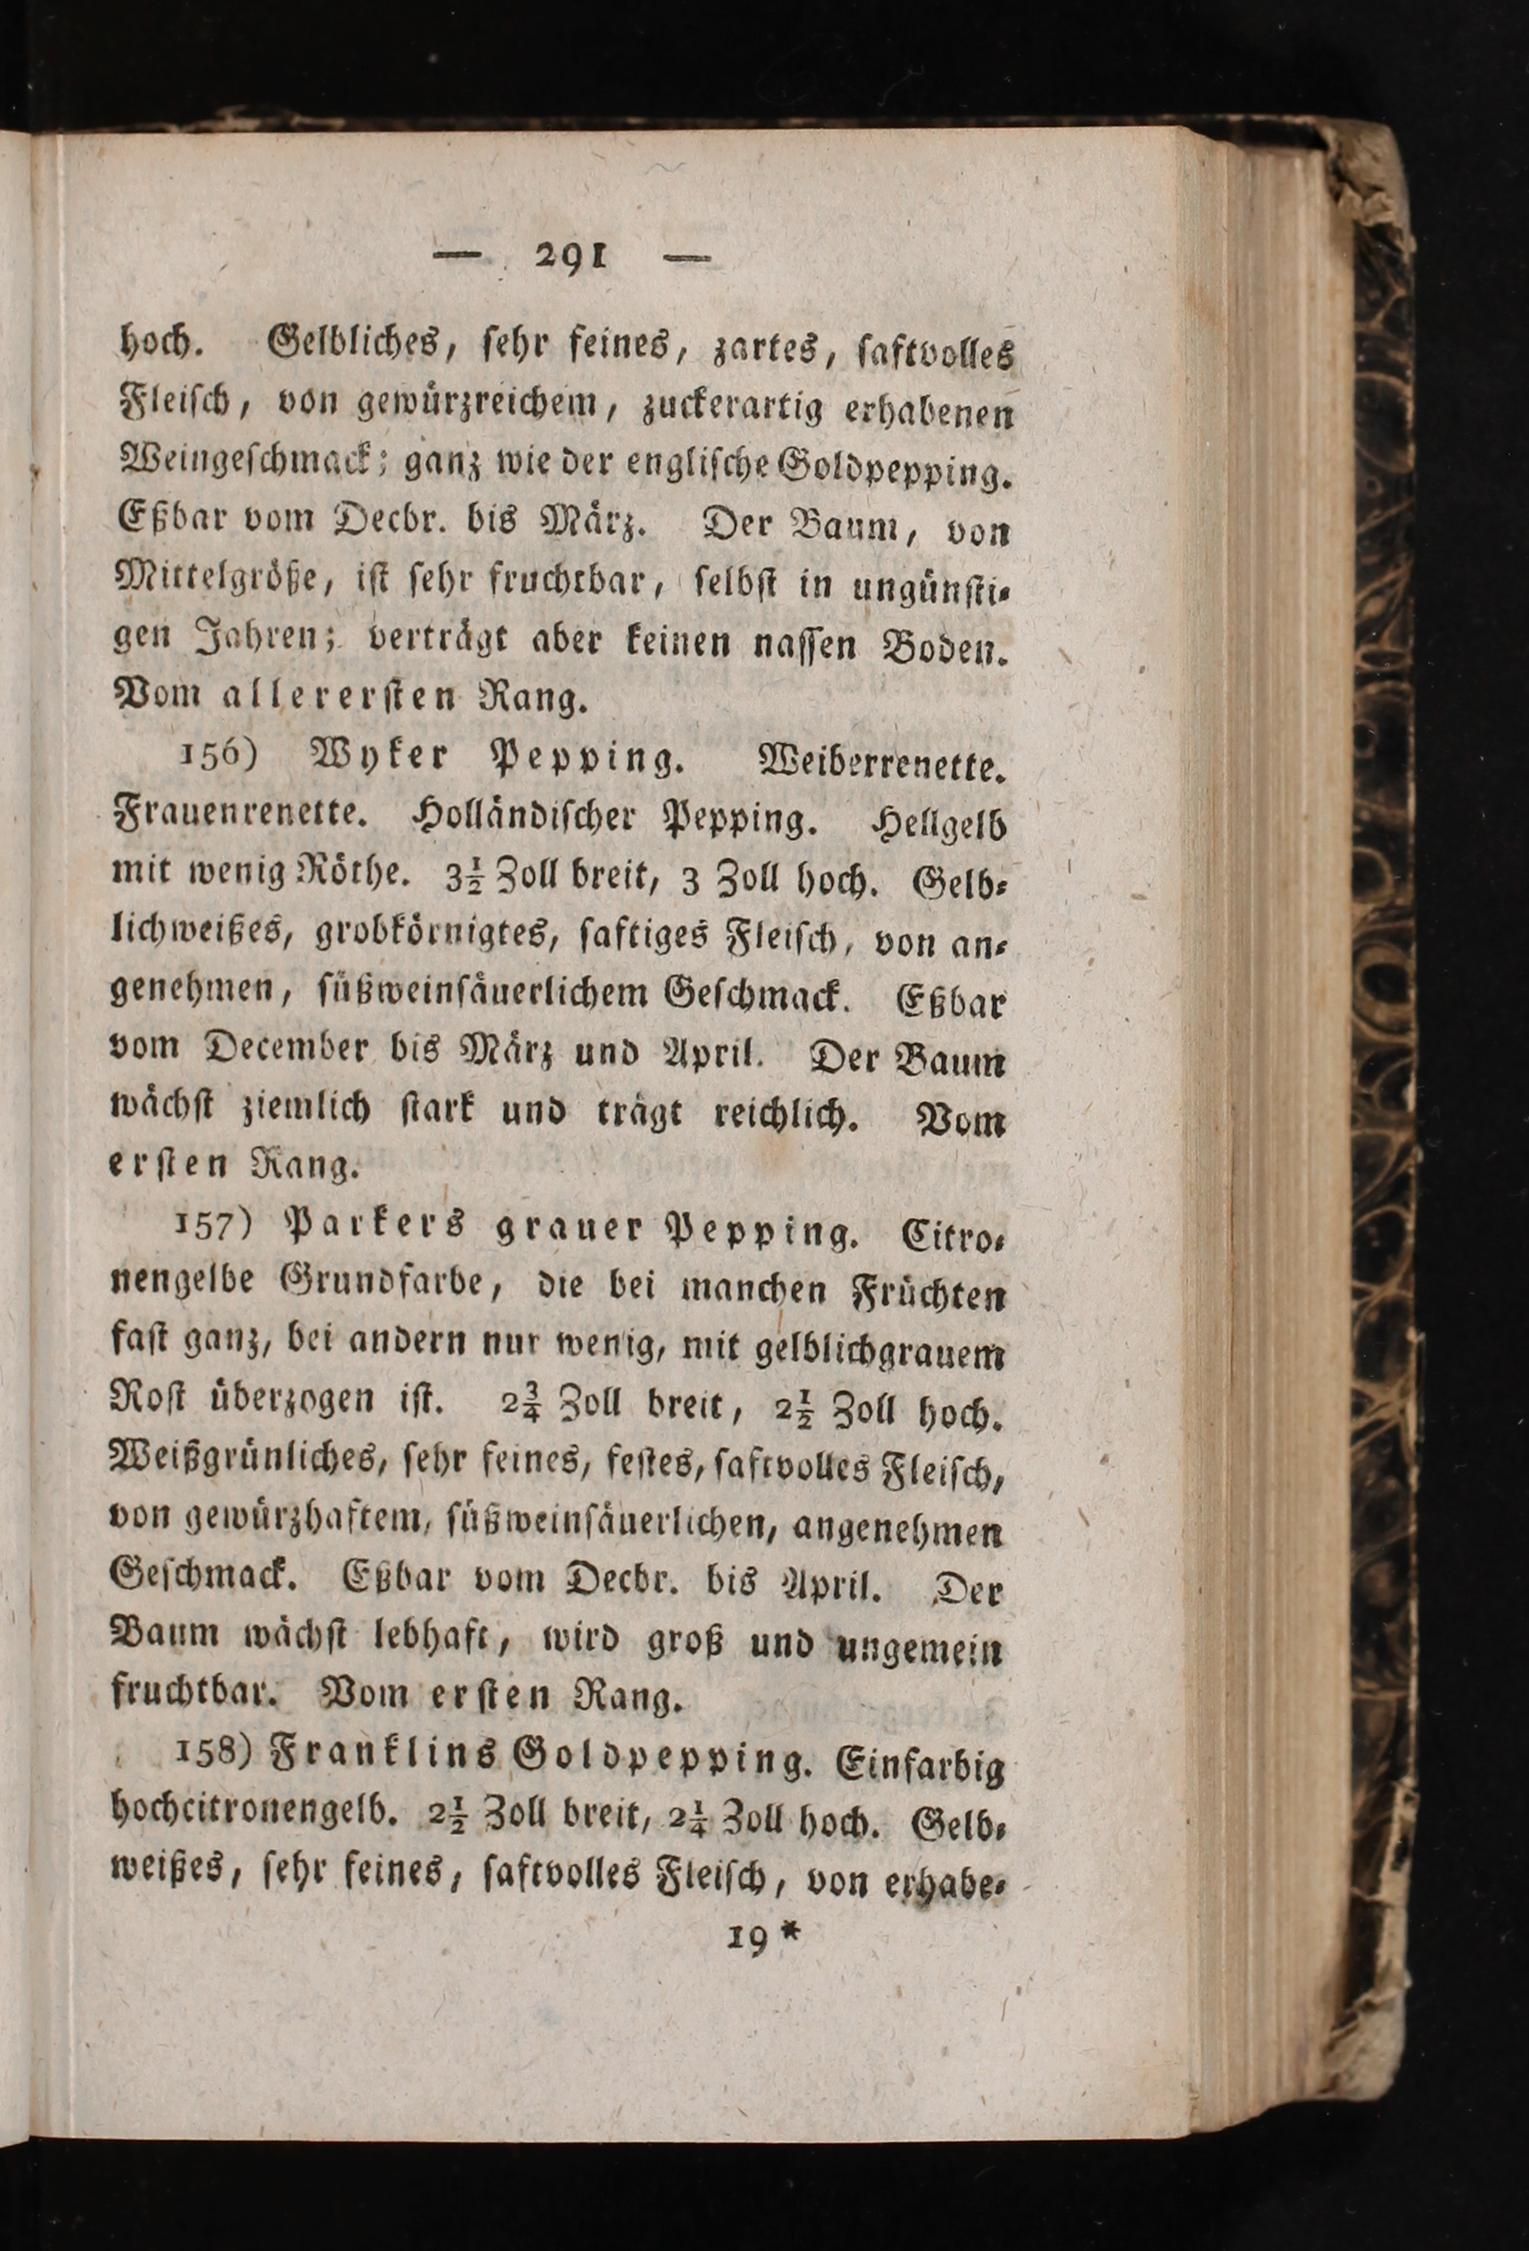 — 291 —
hoch. Gelbliches, ſehr feines, zartes, ſaftvolles
Fleiſch, von gewürzreichem, zuckerartig erhabenen
Weingeſchmack; ganz wie der engliſche Goldpepping.
Eßbar vom Decbr. bis März. Der Baum, von
Mittelgröße, iſt ſehr fruchtbar, ſelbſt in ungünſti-
gen Jahren; verträgt aber keinen naſſen Boden.
Vom allererſten Rang.
156) Wyker Pepping. Weiberrenette.
Frauenrenette. Holländiſcher Pepping. Hellgelb
mit wenig Röthe. 3½ Zoll breit, 3 Zoll hoch. Gelb-
lichweißes, grobkörnigtes, ſaftiges Fleiſch, von an-
genehmen, ſüßweinſäuerlichem Geſchmack. Eßbar
vom December bis März und April. Der Baum
wächſt ziemlich ſtark und trägt reichlich. Vom
erſten Rang.
157) Parkers grauer Pepping. Citro-
nengelbe Grundfarbe, die bei manchen Früchten
faſt ganz, bei andern nur wenig, mit gelblichgrauem
Roſt überzogen iſt. 2¾ Zoll breit, 2½ Zoll hoch.
Weißgrünliches, ſehr feines, feſtes, ſaftvolles Fleiſch,
von gewürzhaftem, ſüßweinſäuerlichen, angenehmen
Geſchmack. Eßbar vom Decbr. bis April. Der
Baum wächſt lebhaft, wird groß und ungemein
fruchtbar. Vom erſten Rang.
158) Franklins Goldpepping. Einfarbig
hochcitronengelb. 2½ Zoll breit, 2¼ Zoll hoch. Gelb-
weißes, ſehr feines, ſaftvolles Fleiſch, von erhabe-
19*